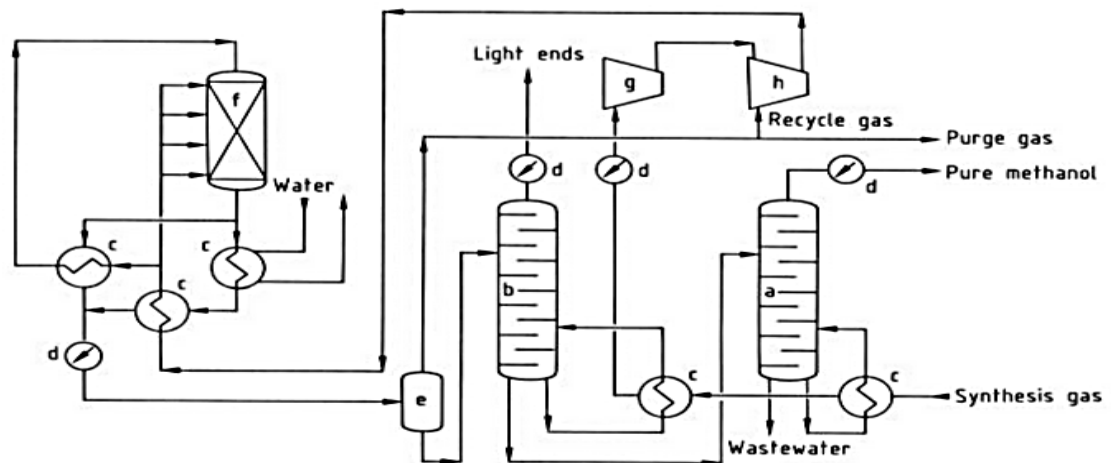 Light ends
g
h
f
Recycle gas
Purge gas
Water
d
d
Pure methanol
d
c
c
c
b
a
d
e
c
c
Synthesis gas
Wastewater